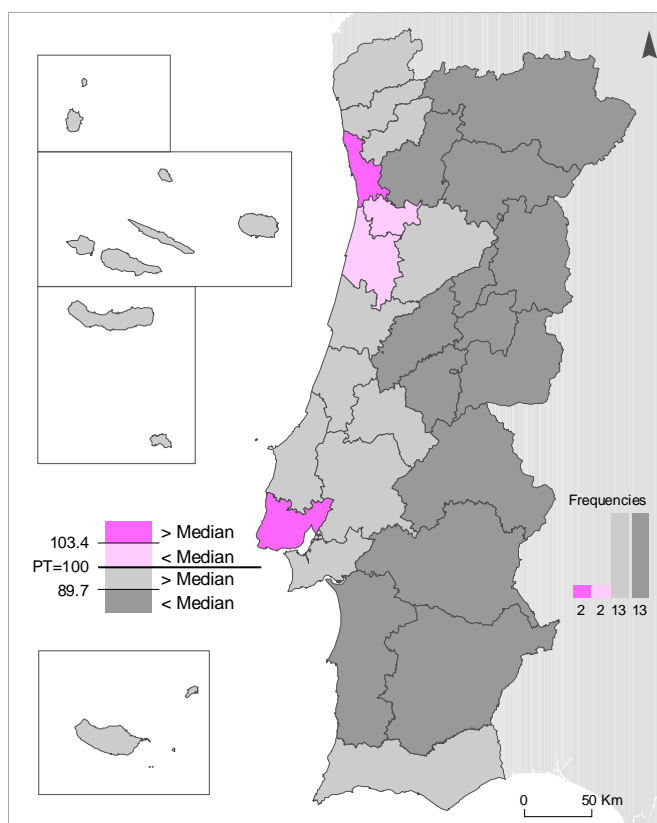 > Median
103.4
< Median
PT=100
> Median
89.7
< Median
Frequencies
2 2 13 13
0 50 Km